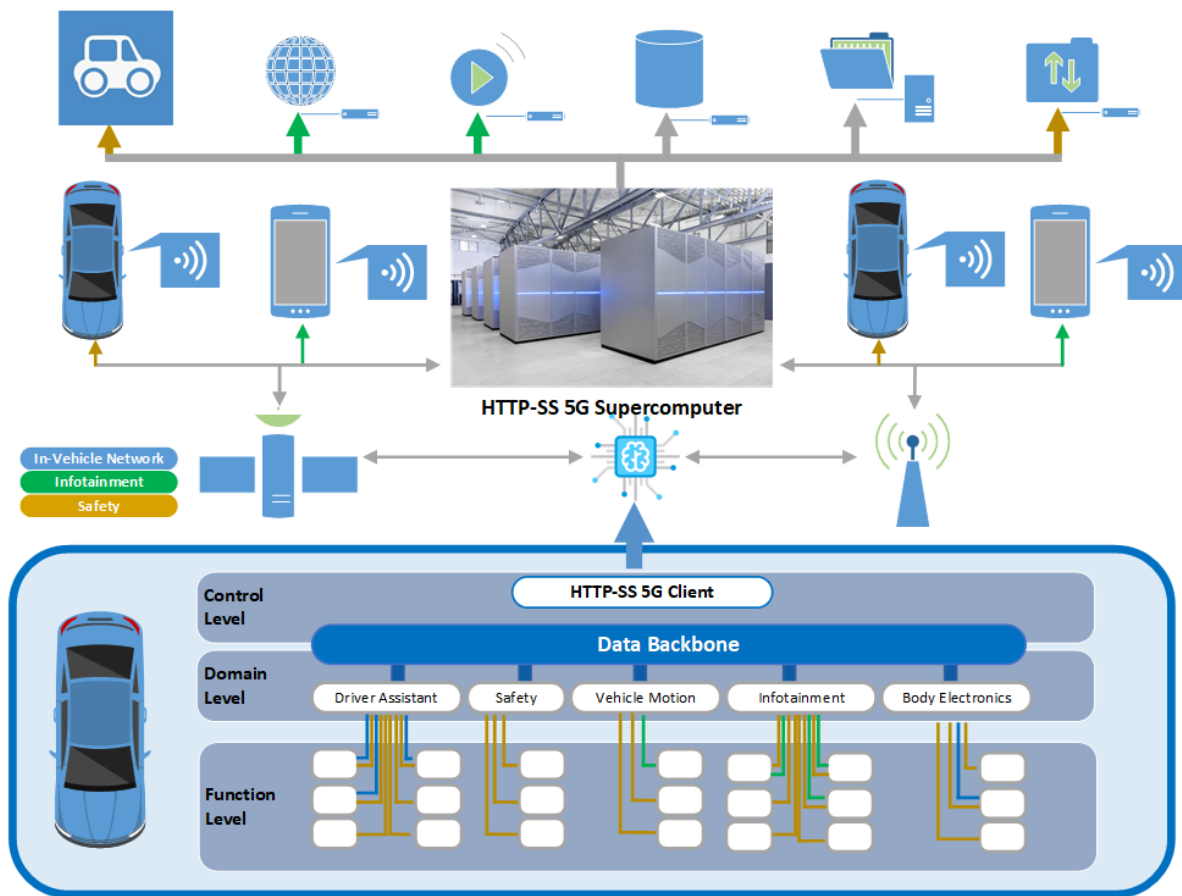 HTTP-SS 5G Supercomputer
In-Vehicle Network
Infotainment
Safety
Control
Level
HTTP-SS 5G Client
Data Backbone
Domain
Level
Driver Assistant
Safety
Vehicle Motion
Infotainment
Body Electronics
Function
Level